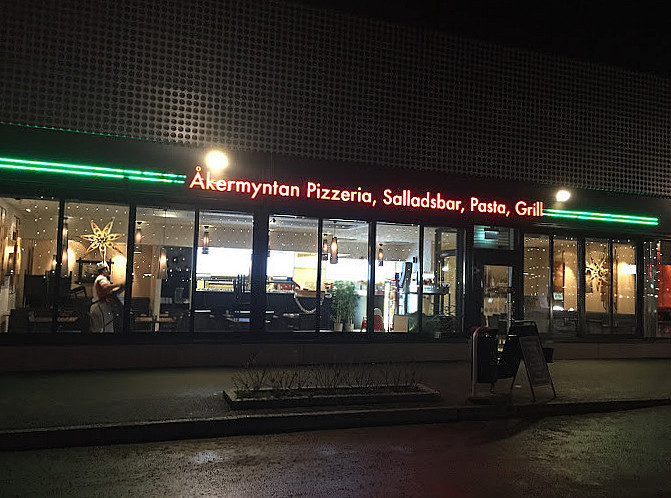 Åkermyntan Pizzeria, Salladsbar, Pasta, Grill